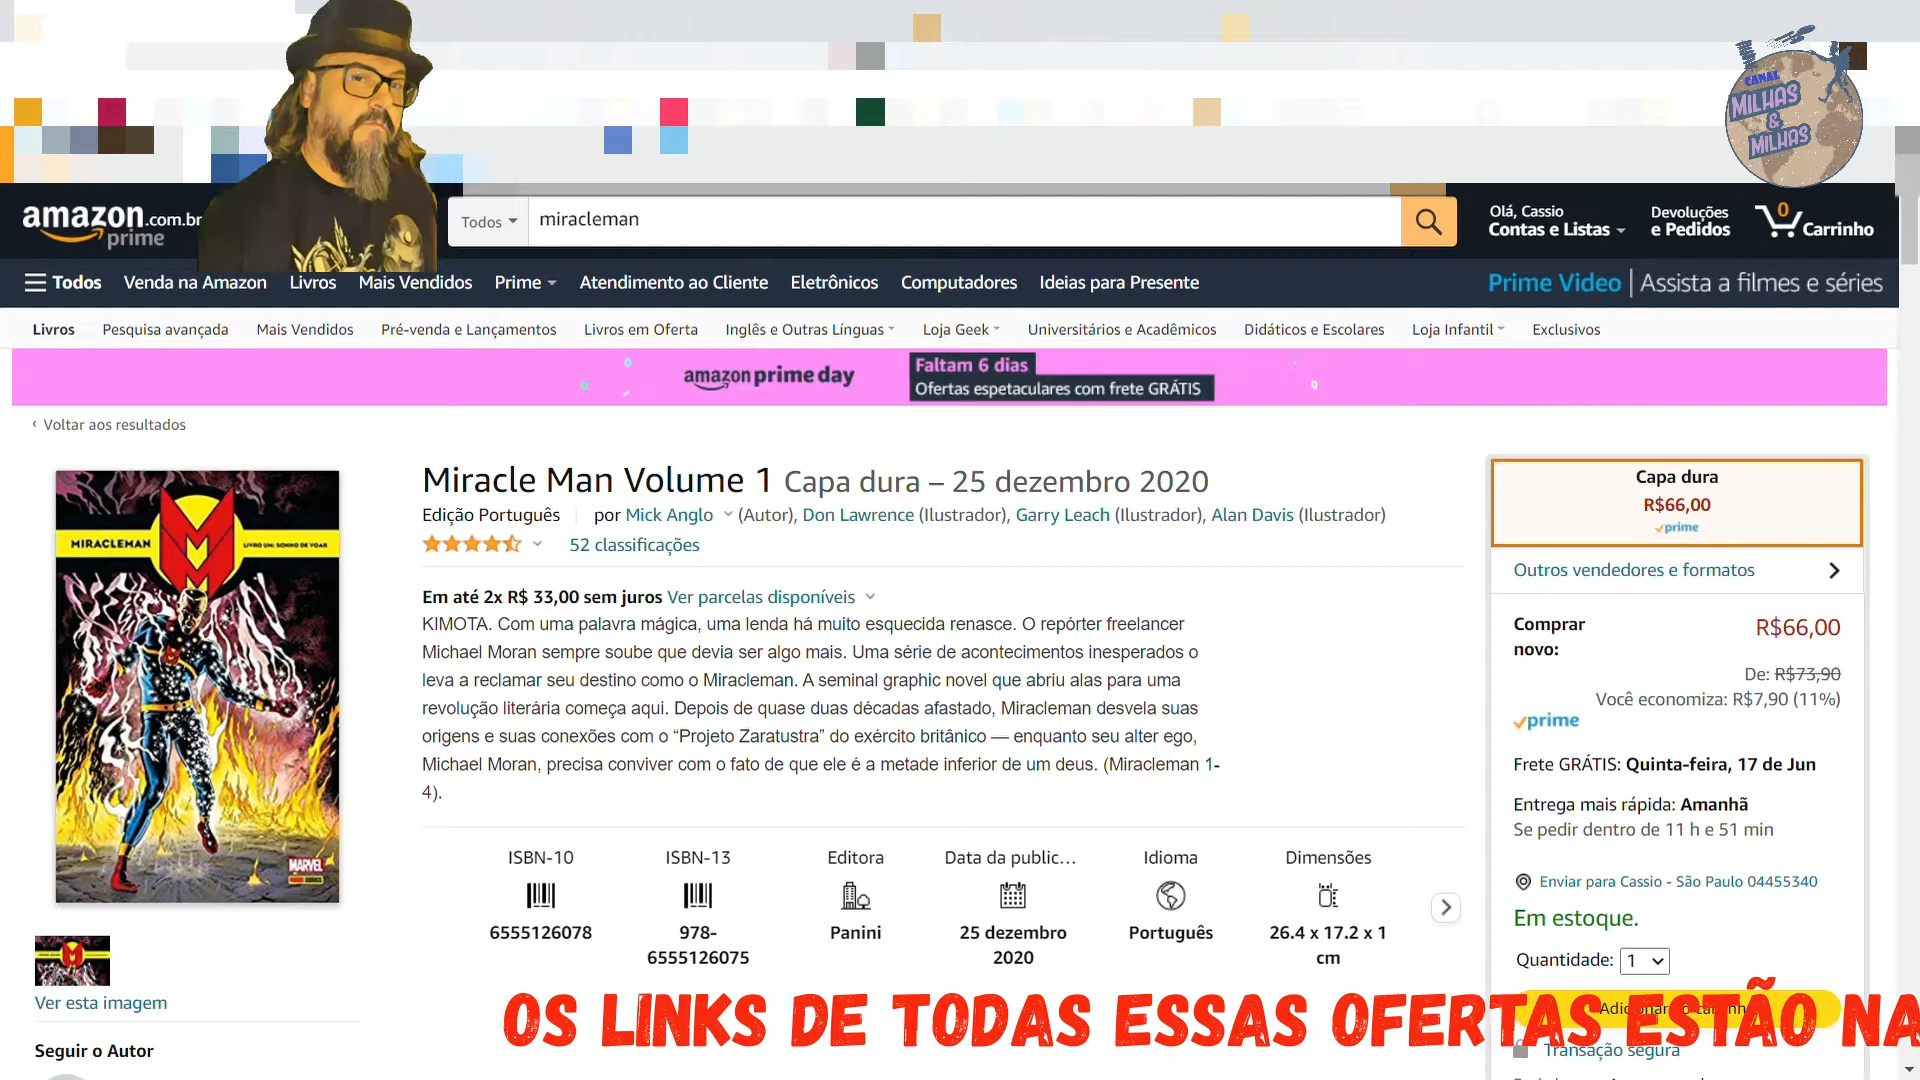 CANAL
MILHAS
&
MILHAS
amazon.com.br
prime
Todos
miracleman
Olá, Cassio
Contas e Listas
Devoluções
e Pedidos
0
Carrinho
Todos
Venda na Amazon
Livros
Mais Vendidos
Prime
Atendimento ao Cliente
Eletrônicos
Computadores
Ideias para Presente
Prime Video | Assista a filmes e séries
Livros
Pesquisa avançada
Mais Vendidos
Pré-venda e Lançamentos
Livros em Oferta
Inglês e Outras Línguas
Loja Geek
Universitários e Acadêmicos
Didáticos e Escolares
Loja Infantil
Exclusivos
amazon prime day
Faltam 6 dias
Ofertas espetaculares com frete GRÁTIS
‹ Voltar aos resultados
MIRACLEMAN
LIVRO UM: SONHO DE VOAR
MARVEL
Ver esta imagem
Seguir o Autor
Miracle Man Volume 1 Capa dura – 25 dezembro 2020
Edição Português | por Mick Anglo (Autor), Don Lawrence (Ilustrador), Garry Leach (Ilustrador), Alan Davis (Ilustrador)
52 classificações
Em até 2x R$ 33,00 sem juros Ver parcelas disponíveis
KIMOTA. Com uma palavra mágica, uma lenda há muito esquecida renasce. O repórter freelancer
Michael Moran sempre soube que devia ser algo mais. Uma série de acontecimentos inesperados o
leva a reclamar seu destino como o Miracleman. A seminal graphic novel que abriu alas para uma
revolução literária começa aqui. Depois de quase duas décadas afastado, Miracleman desvela suas
origens e suas conexões com o “Projeto Zaratustra” do exército britânico — enquanto seu alter ego,
Michael Moran, precisa conviver com o fato de que ele é a metade inferior de um deus. (Miracleman 1-
4).
ISBN-10
6555126078
ISBN-13
978-
6555126075
Editora
Panini
Data da public…
25 dezembro
2020
Idioma
Português
Dimensões
26.4 x 17.2 x 1
cm
Capa dura
R$66,00
prime
Outros vendedores e formatos
Comprar
novo:
R$66,00
De: R$73,90
Você economiza: R$7,90 (11%)
prime
Frete GRÁTIS: Quinta-feira, 17 de Jun
Entrega mais rápida: Amanhã
Se pedir dentro de 11 h e 51 min
Enviar para Cassio - São Paulo 04455340
Em estoque.
Quantidade: 1
OS LINKS DE TODAS ESSAS OFERTAS ESTÃO NA
Transação segura